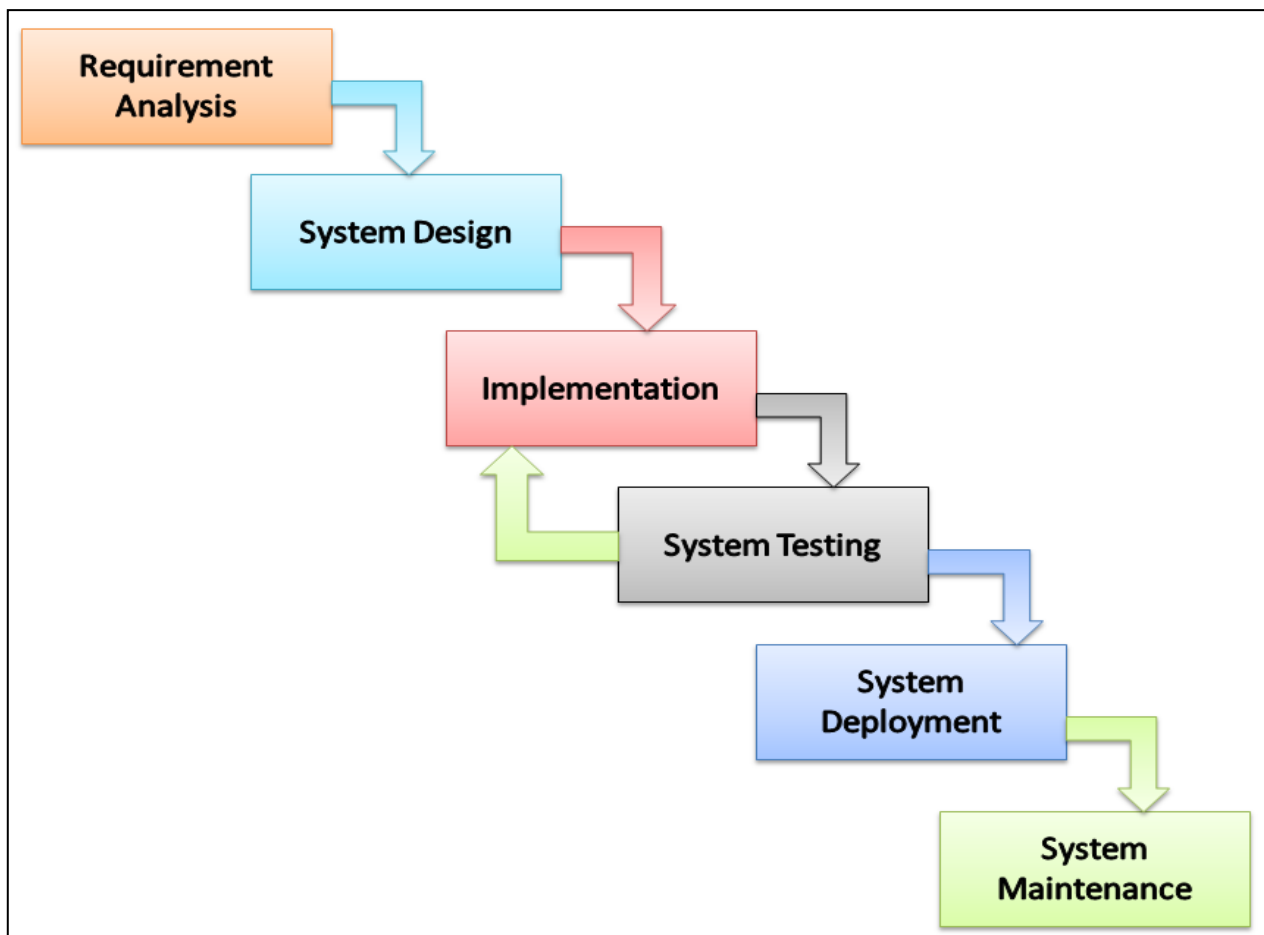 Requirement
Analysis
System Design
Implementation
System Testing
System
Deployment
System
Maintenance